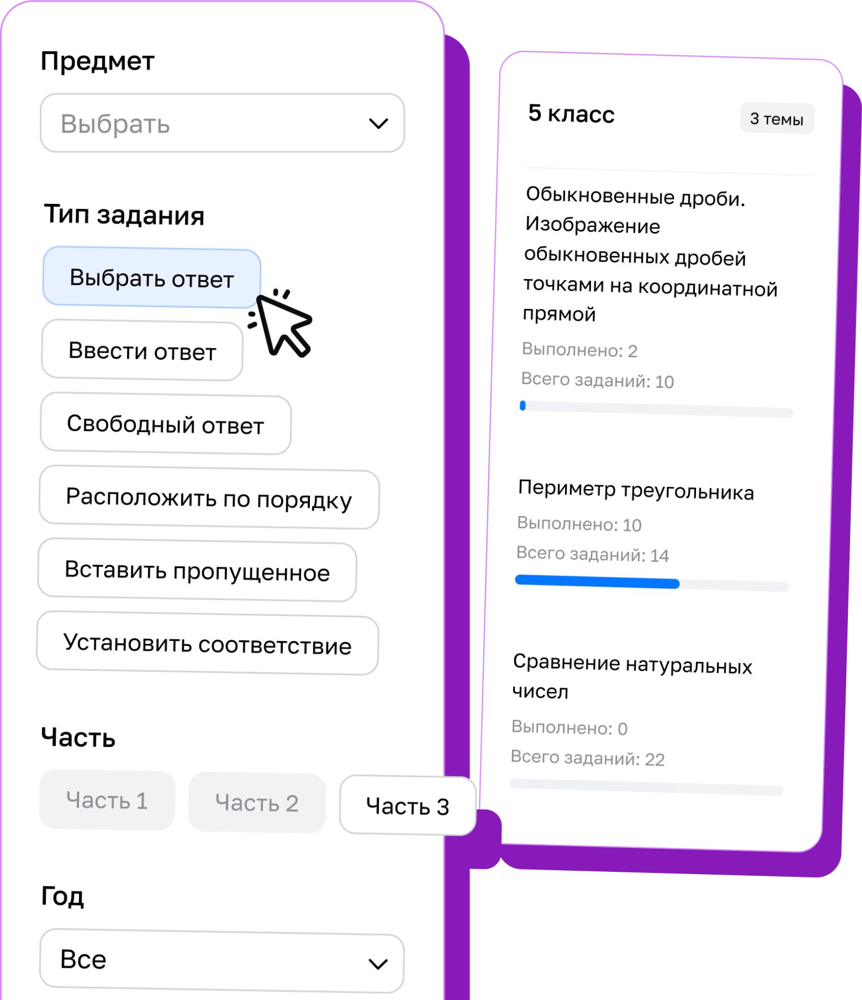 Предмет
Выбрать
Тип задания
Выбрать ответ
Ввести ответ
Свободный ответ
Расположить по порядку
Вставить пропущенное
Установить соответствие
Часть
Часть 1
Часть 2
Часть 3
Год
Все
5 класс
3 темы
Обыкновенные дроби.
Изображение
обыкновенных дробей
точками на координатной
прямой
Выполнено: 2
Всего заданий: 10
Периметр треугольника
Выполнено: 10
Всего заданий: 14
Сравнение натуральных
чисел
Выполнено: 0
Всего заданий: 22